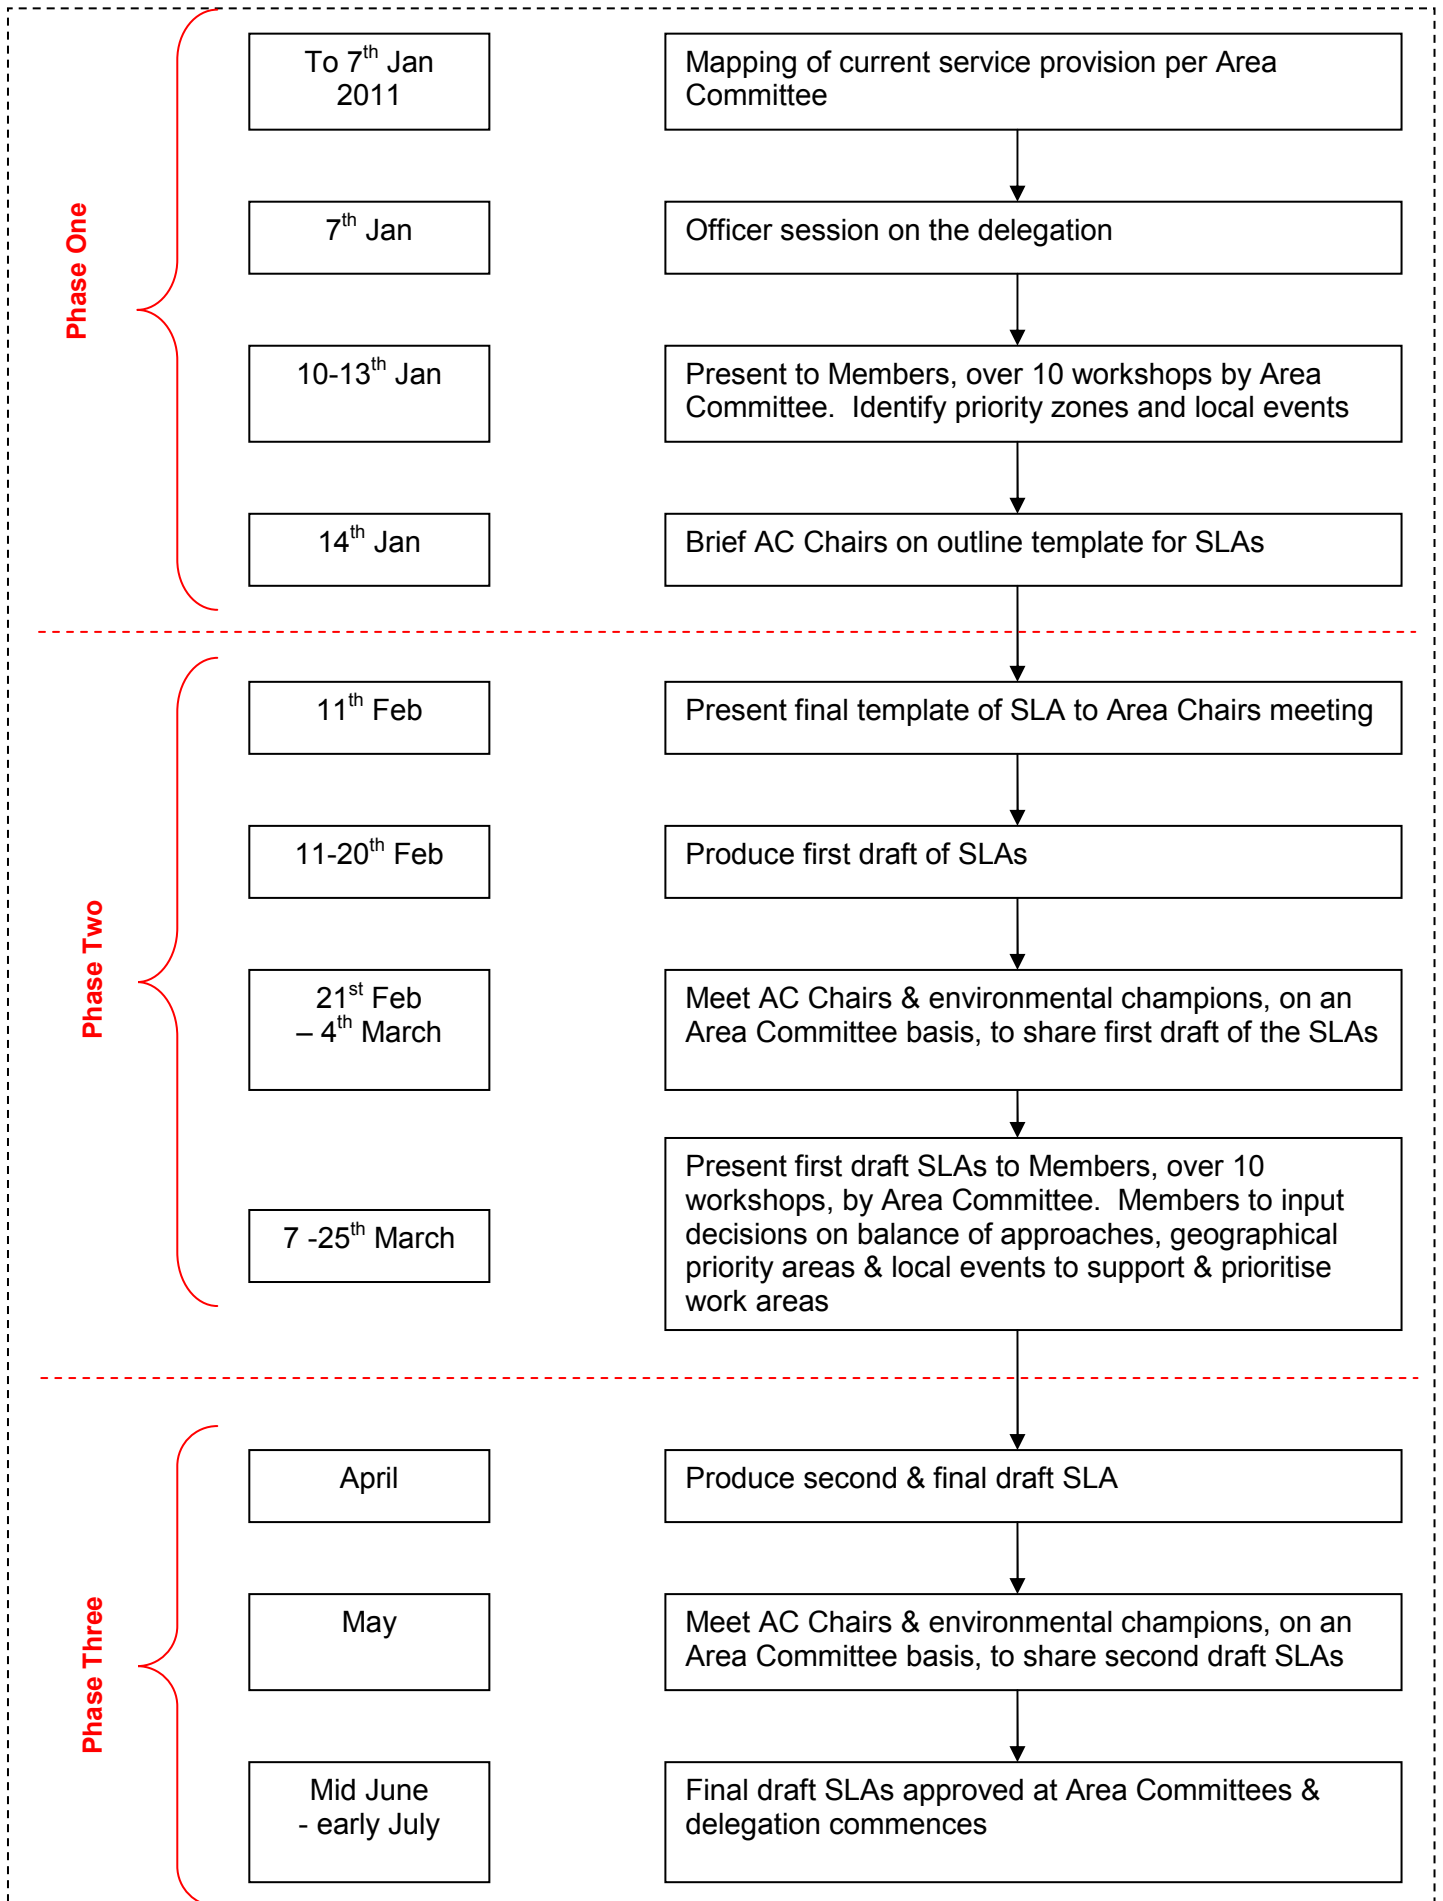 Phase One
To 7th Jan
2011
Mapping of current service provision per Area
Committee
7th Jan
Officer session on the delegation
10-13th Jan
Present to Members, over 10 workshops by Area
Committee.  Identify priority zones and local events
14th Jan
Brief AC Chairs on outline template for SLAs
Phase Two
11th Feb
Present final template of SLA to Area Chairs meeting
11-20th Feb
Produce first draft of SLAs
21st Feb
– 4th March
Meet AC Chairs & environmental champions, on an
Area Committee basis, to share first draft of the SLAs
7 -25th March
Present first draft SLAs to Members, over 10
workshops, by Area Committee.  Members to input
decisions on balance of approaches, geographical
priority areas & local events to support & prioritise
work areas
Phase Three
April
Produce second & final draft SLA
May
Meet AC Chairs & environmental champions, on an
Area Committee basis, to share second draft SLAs
Mid June
- early July
Final draft SLAs approved at Area Committees &
delegation commences